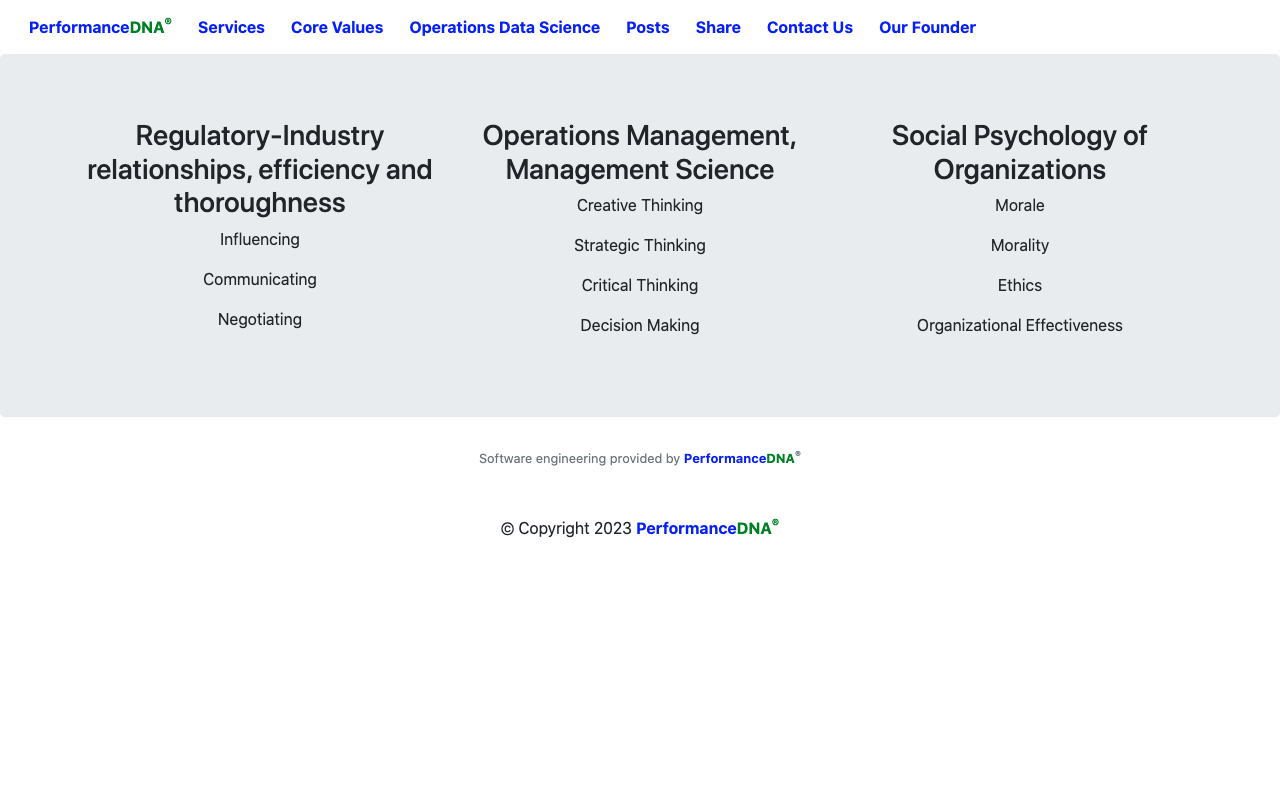 PerformanceDNA® Services Core Values Operations Data Science Posts Share Contact Us Our Founder
Regulatory-Industry
relationships, efficiency and
thoroughness
Influencing
Communicating
Negotiating
Operations Management,
Management Science
Creative Thinking
Strategic Thinking
Critical Thinking
Decision Making
Social Psychology of
Organizations
Morale
Morality
Ethics
Organizational Effectiveness
Software engineering provided by PerformanceDNA®
© Copyright 2023 PerformanceDNA®